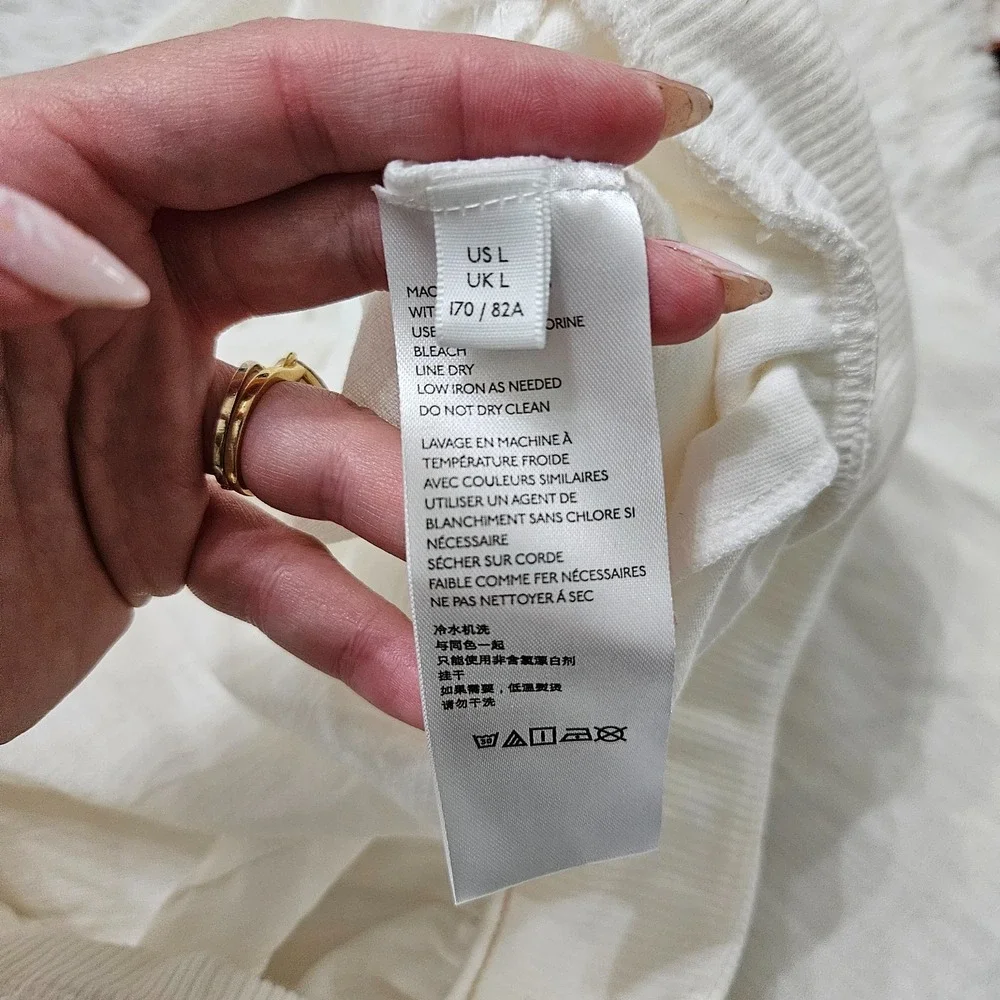 US L
UK L
170 / 82A
BLEACH
LINE DRY
LOW IRON AS NEEDED
DO NOT DRY CLEAN
LAVAGE EN MACHINE À
TEMPÉRATURE FROIDE
AVEC COULEURS SIMILAIRES
UTILISER UN AGENT DE
BLANCHIMENT SANS CHLORE SI
NÉCESSAIRE
SÉCHER SUR CORDE
FAIBLE COMME FER NÉCESSAIRES
NE PAS NETTOYER Á SEC
冷水机洗
与同色一起
只能使用非含氯漂白剂
挂干
如果需要，低温熨烫
请勿干洗
30